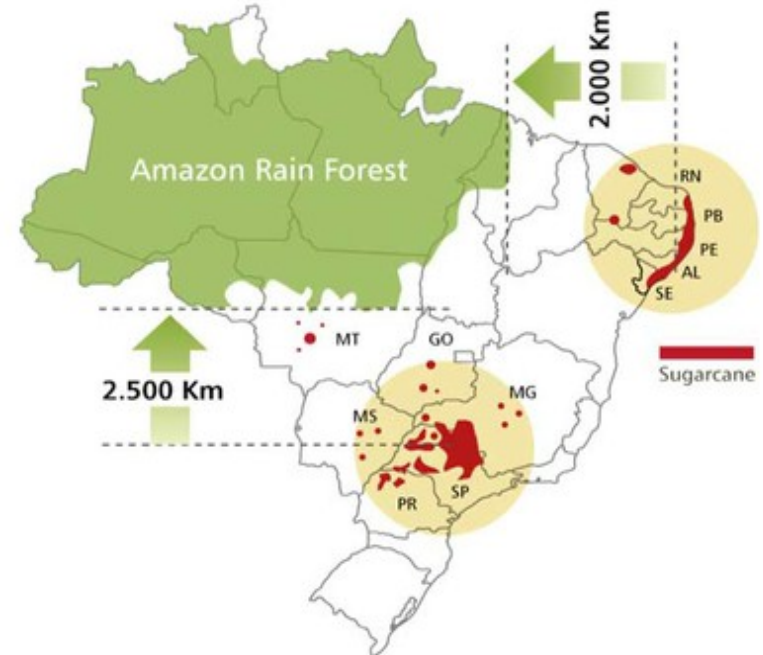 2.000 Km
Amazon Rain Forest
RN
PB
PE
AL
SE
MT
GO
Sugarcane
2.500 Km
MG
MS
SP
PR